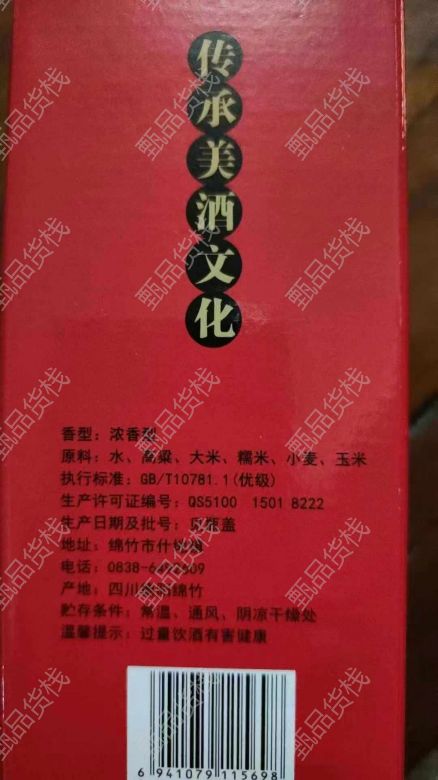 传承美酒文化
香型：浓香型
原料：水、高粱、大米、糯米、小麦、玉米
执行标准：GB/T10781.1(优级)
生产许可证编号：QS5100 1501 8222
生产日期及批号：见瓶盖
地址：绵竹市什
电话：0838-6
产地：四川 绵竹
贮存条件：常温、通风、阴凉干燥处
温馨提示：过量饮酒有害健康
6 941079 115698
甄品货栈